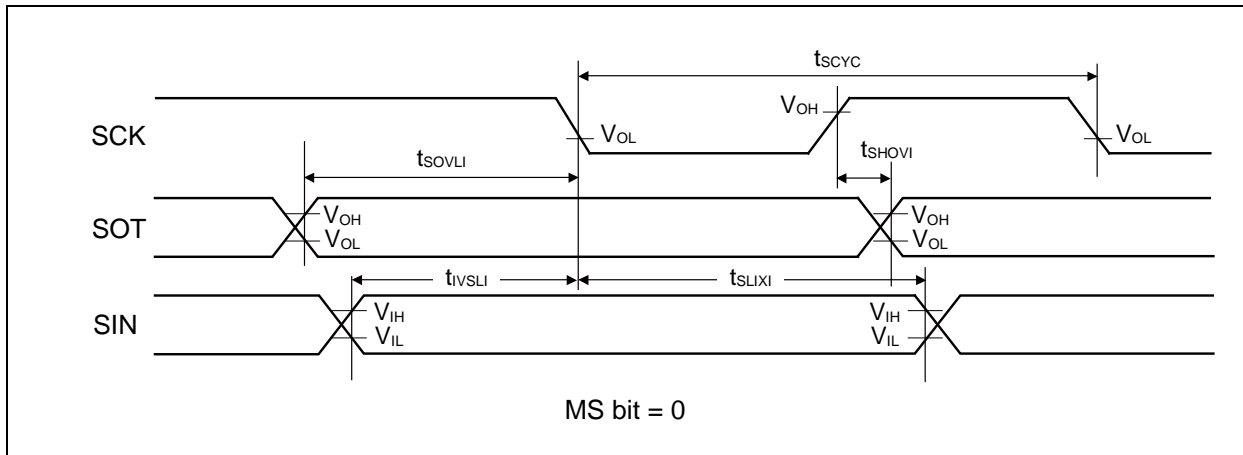 tSCYC
SCK
VOH
VOL
VOL
tSOVLI
tSHOVI
SOT
VOH
VOL
VOH
VOL
tIVSLI
tSLIXI
SIN
VIH
VIL
VIH
VIL
MS bit = 0